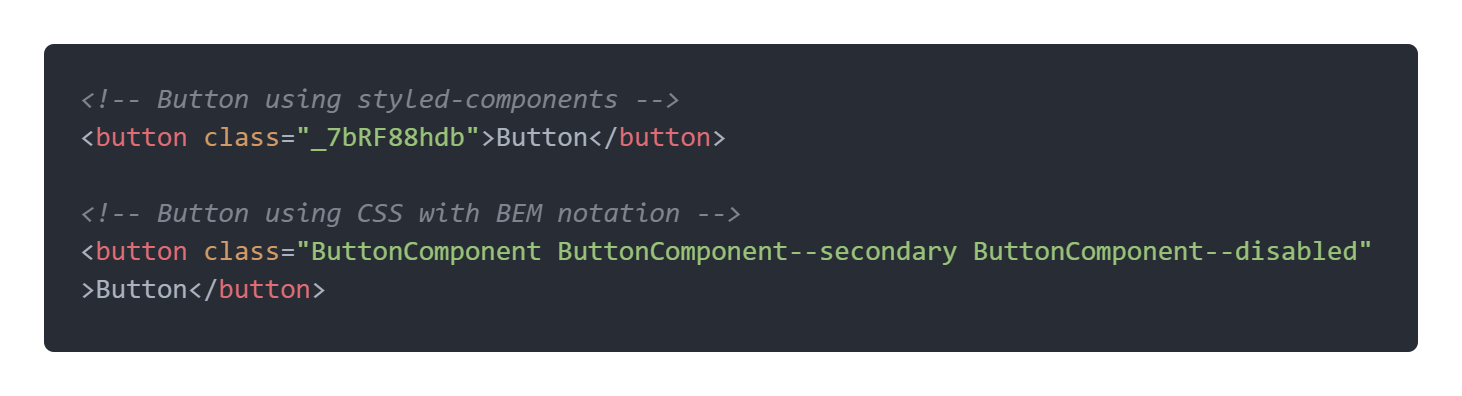 <!-- Button using styled-components -->
<button class="_7bRF88hdb">Button</button>
<!-- Button using CSS with BEM notation -->
<button class="ButtonComponent ButtonComponent--secondary ButtonComponent--disabled"
>Button</button>